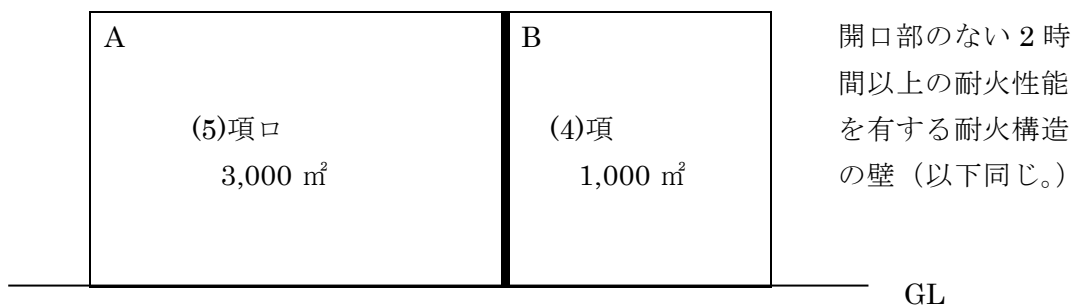 A
(5)項ロ
3,000 ㎡
B
(4)項
1,000 ㎡
開口部のない 2 時
間以上の耐火性能
を有する耐火構造
の壁（以下同じ。）
GL